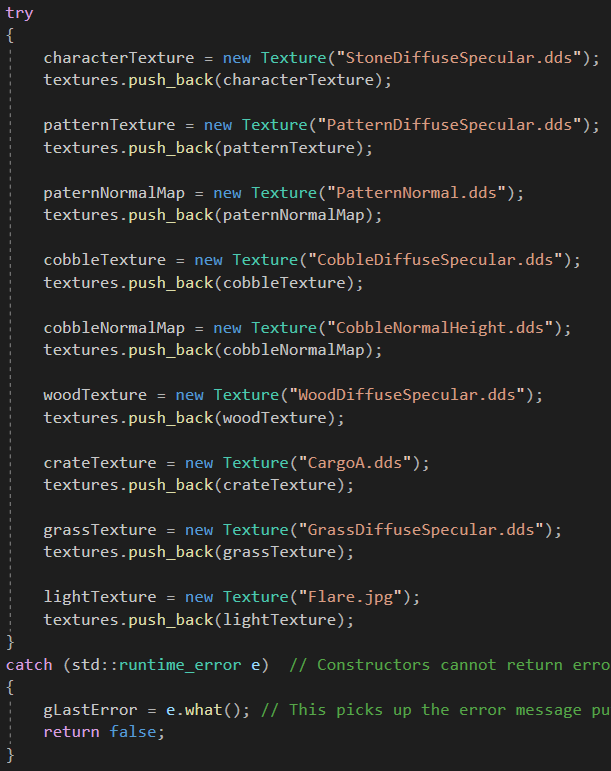 try
{
characterTexture = new Texture("StoneDiffuseSpecular.dds");
textures.push_back(characterTexture);
patternTexture = new Texture("PatternDiffuseSpecular.dds");
textures.push_back(patternTexture);
paternNormalMap = new Texture("PatternNormal.dds");
textures.push_back(paternNormalMap);
cobbleTexture = new Texture("CobbleDiffuseSpecular.dds");
textures.push_back(cobbleTexture);
cobbleNormalMap = new Texture("CobbleNormalHeight.dds");
textures.push_back(cobbleNormalMap);
woodTexture = new Texture("WoodDiffuseSpecular.dds");
textures.push_back(woodTexture);
crateTexture = new Texture("CargoA.dds");
textures.push_back(crateTexture);
grassTexture = new Texture("GrassDiffuseSpecular.dds");
textures.push_back(grassTexture);
lightTexture = new Texture("Flare.jpg");
textures.push_back(lightTexture);
}
catch (std::runtime_error e)  // Constructors cannot return erro
{
gLastError = e.what(); // This picks up the error message pu
return false;
}